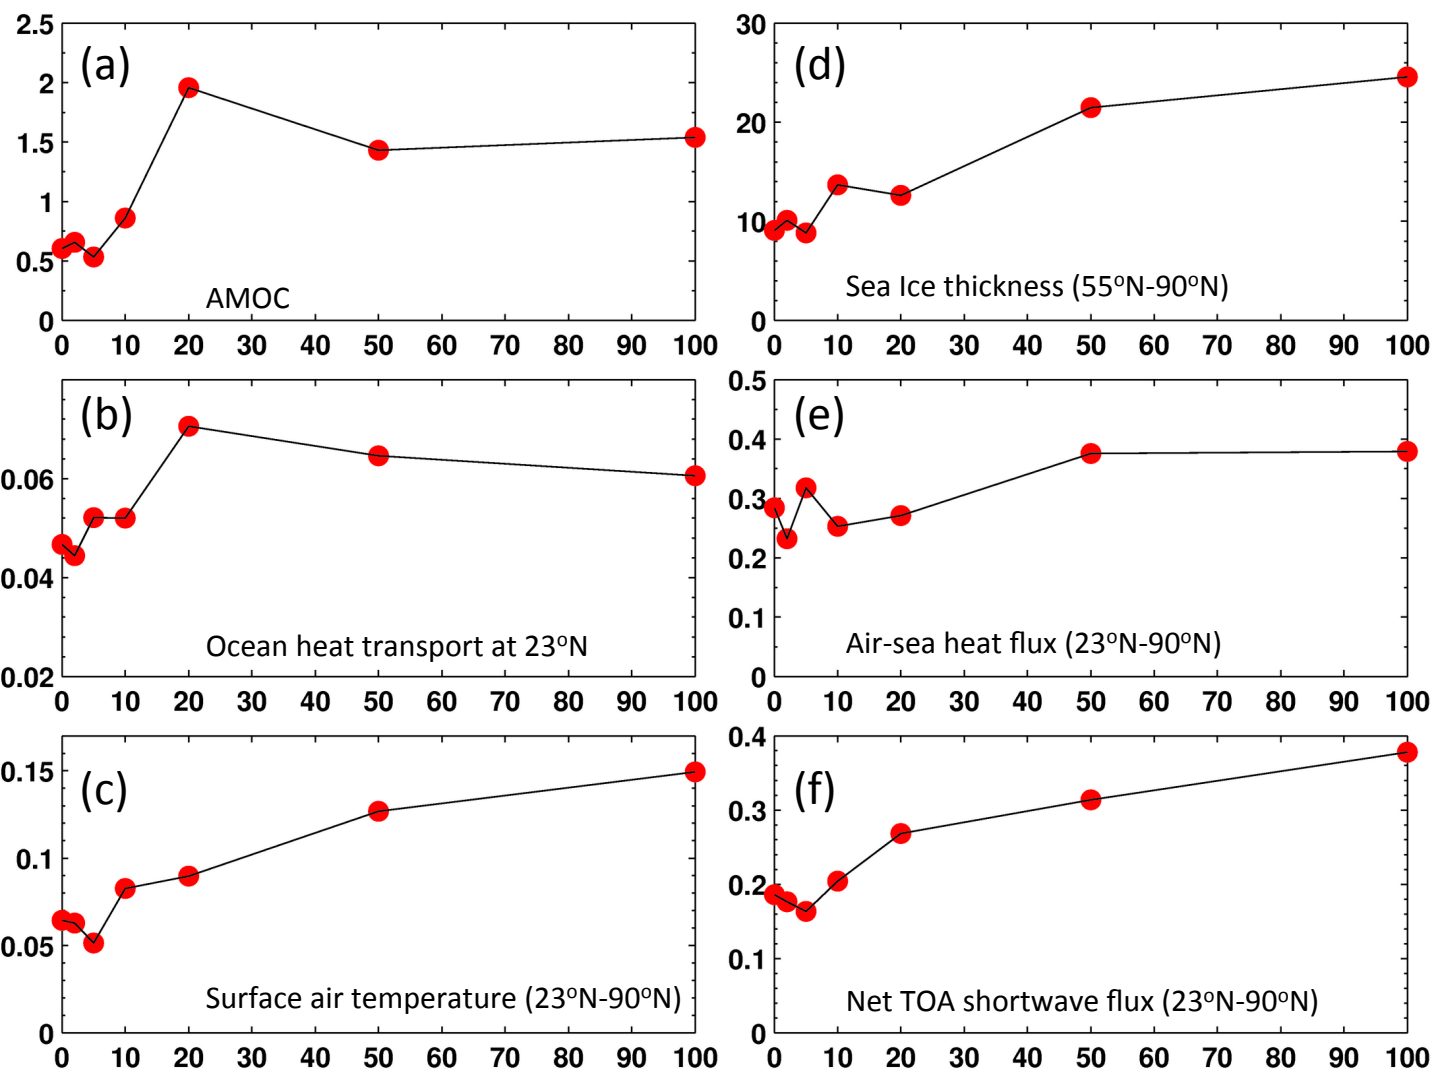 (a)
2.5
2
1.5
1
0.5
0
AMOC
0 10 20 30 40 50 60 70 80 90 100
(d)
30
20
10
0
Sea Ice thickness (55°N-90°N)
0 10 20 30 40 50 60 70 80 90 100
(b)
0.06
0.04
0.02
Ocean heat transport at 23°N
0 10 20 30 40 50 60 70 80 90 100
(e)
0.5
0.4
0.3
0.2
0.1
0
Air-sea heat flux (23°N-90°N)
0 10 20 30 40 50 60 70 80 90 100
(c)
0.15
0.1
0.05
0
Surface air temperature (23°N-90°N)
0 10 20 30 40 50 60 70 80 90 100
(f)
0.4
0.3
0.2
0.1
0
Net TOA shortwave flux (23°N-90°N)
0 10 20 30 40 50 60 70 80 90 100